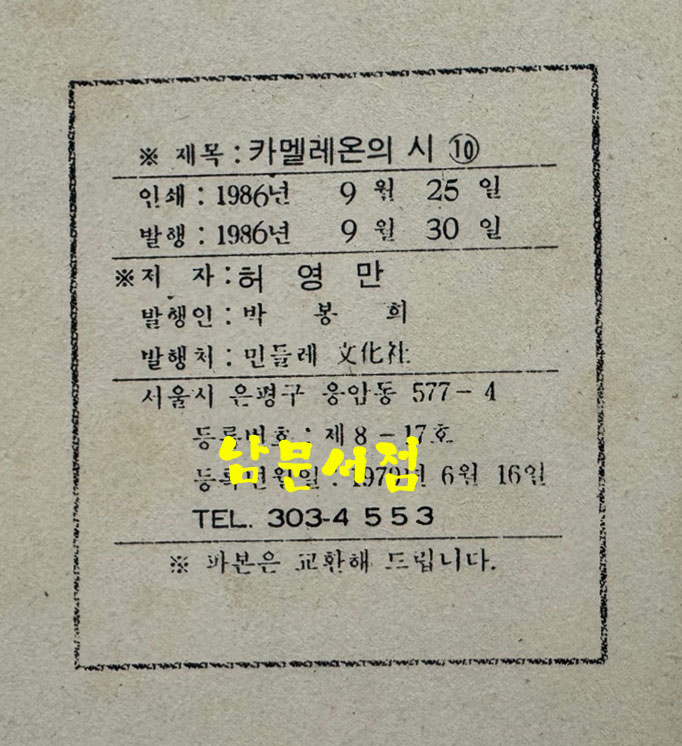 ※ 제목 : 카멜레온의 시 ⑩
인쇄 : 1986년 9 월 25 일
발행 : 1986년 9 월 30 일
※ 저 자 : 허 영 만
발행인 : 박 봉 희
발행처 : 민들레 文化社
서울시 은평구 응암동 577 - 4
등록번호 : 제 8 - 17호
남문서점
등록년월일 : 1979년 6월 16일
TEL. 303-4 5 5 3
※ 파본은 교환해 드립니다.